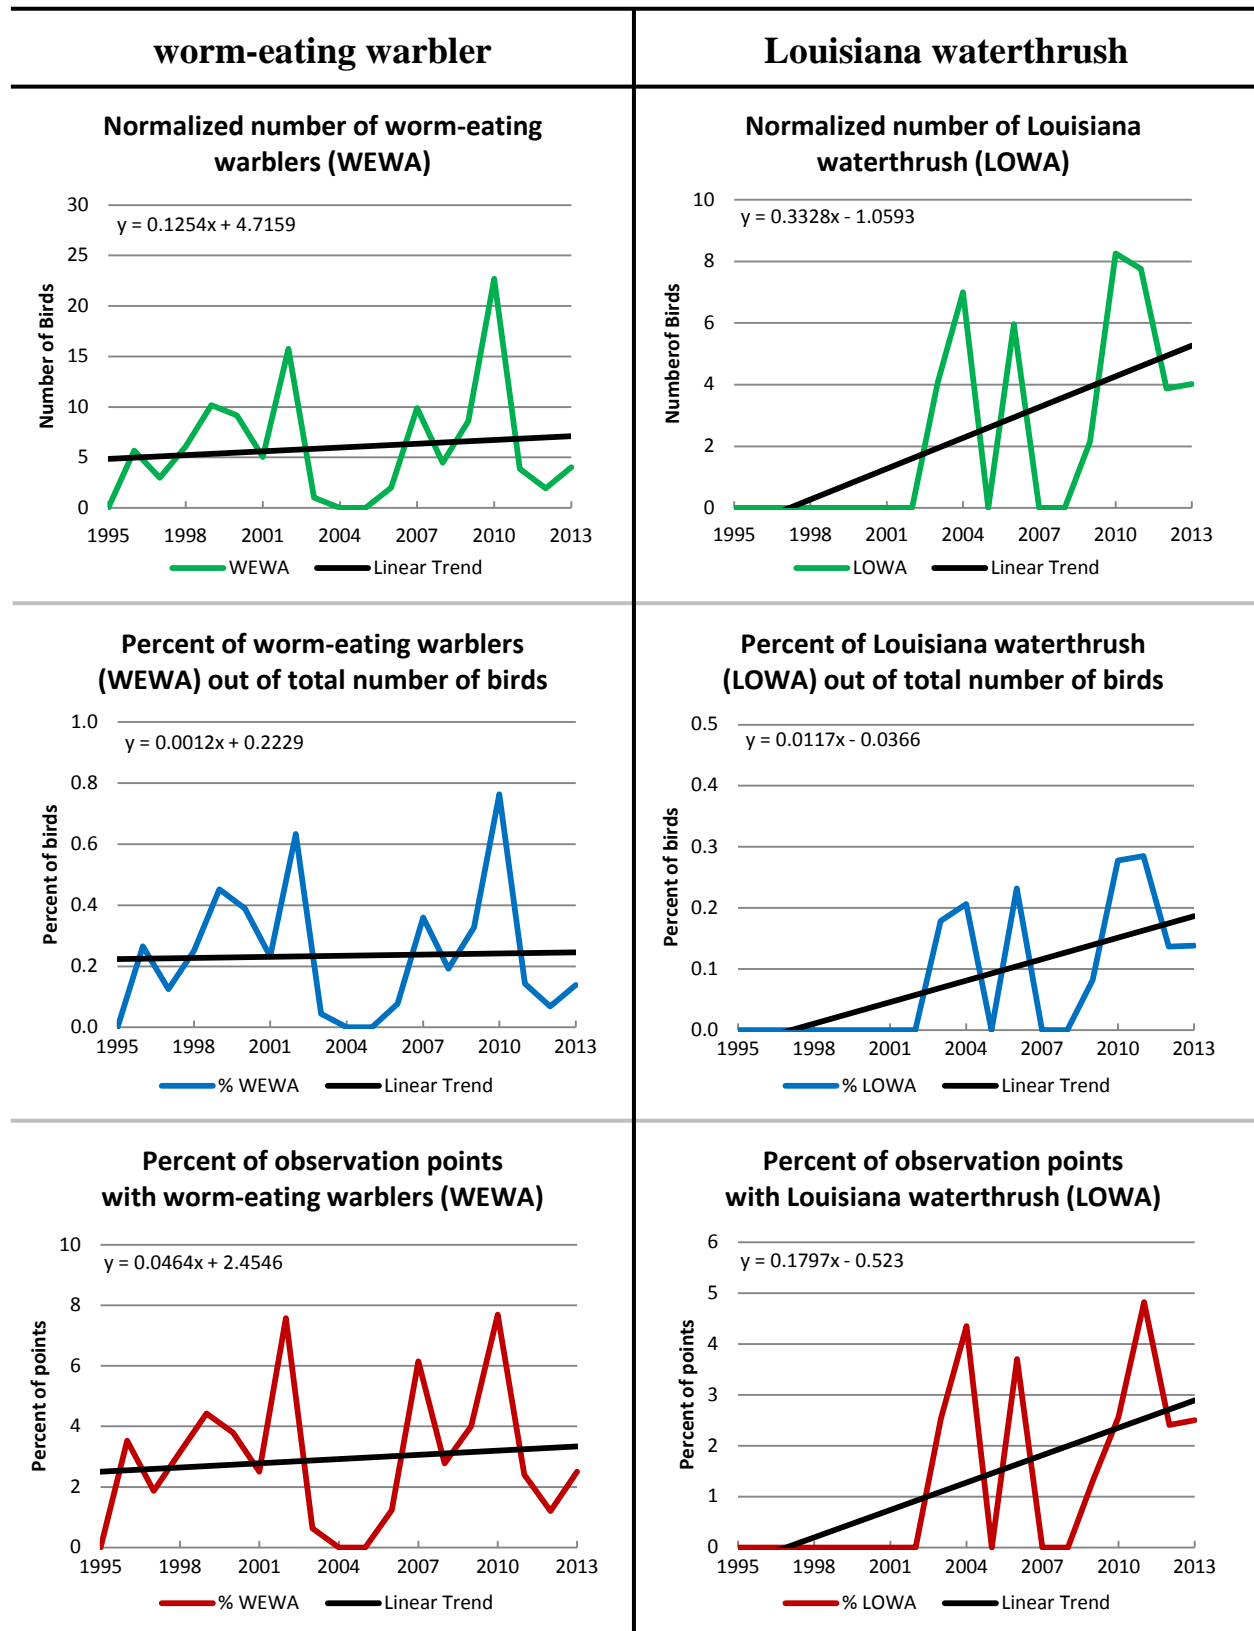 worm-eating warbler
Louisiana waterthrush
Normalized number of worm-eating
warblers (WEWA)
y = 0.1254x + 4.7159
Number of Birds
30
25
20
15
10
5
0
1995 1998 2001 2004 2007 2010 2013
WEWA Linear Trend
Normalized number of Louisiana
waterthrush (LOWA)
y = 0.3328x - 1.0593
Numberof Birds
10
8
6
4
2
0
1995 1998 2001 2004 2007 2010 2013
LOWA Linear Trend
Percent of worm-eating warblers
(WEWA) out of total number of birds
y = 0.0012x + 0.2229
Percent of birds
1.0
0.8
0.6
0.4
0.2
0.0
1995 1998 2001 2004 2007 2010 2013
% WEWA Linear Trend
Percent of Louisiana waterthrush
(LOWA) out of total number of birds
y = 0.0117x - 0.0366
Percent of birds
0.5
0.4
0.3
0.2
0.1
0.0
1995 1998 2001 2004 2007 2010 2013
% LOWA Linear Trend
Percent of observation points
with worm-eating warblers (WEWA)
y = 0.0464x + 2.4546
Percent of points
10
8
6
4
2
0
1995 1998 2001 2004 2007 2010 2013
% WEWA Linear Trend
Percent of observation points
with Louisiana waterthrush (LOWA)
y = 0.1797x - 0.523
Percent of points
6
5
4
3
2
1
0
1995 1998 2001 2004 2007 2010 2013
% LOWA Linear Trend